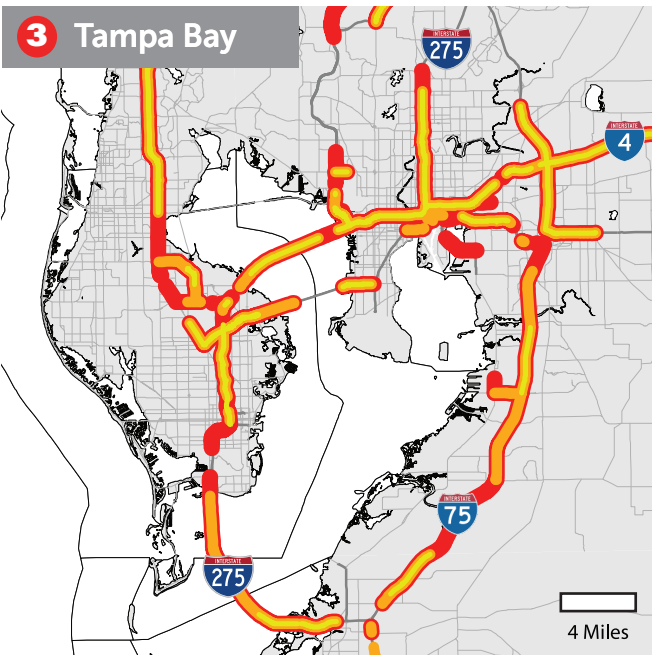 3 Tampa Bay
INTERSTATE
275
INTERSTATE
4
INTERSTATE
75
INTERSTATE
275
4 Miles